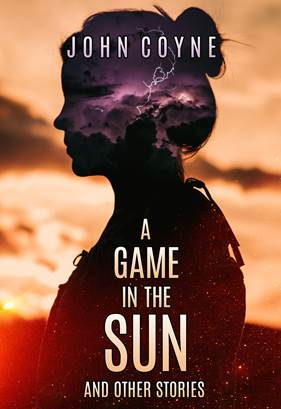 JOHN COYNE
A
GAME
IN THE
SUN
AND OTHER STORIES